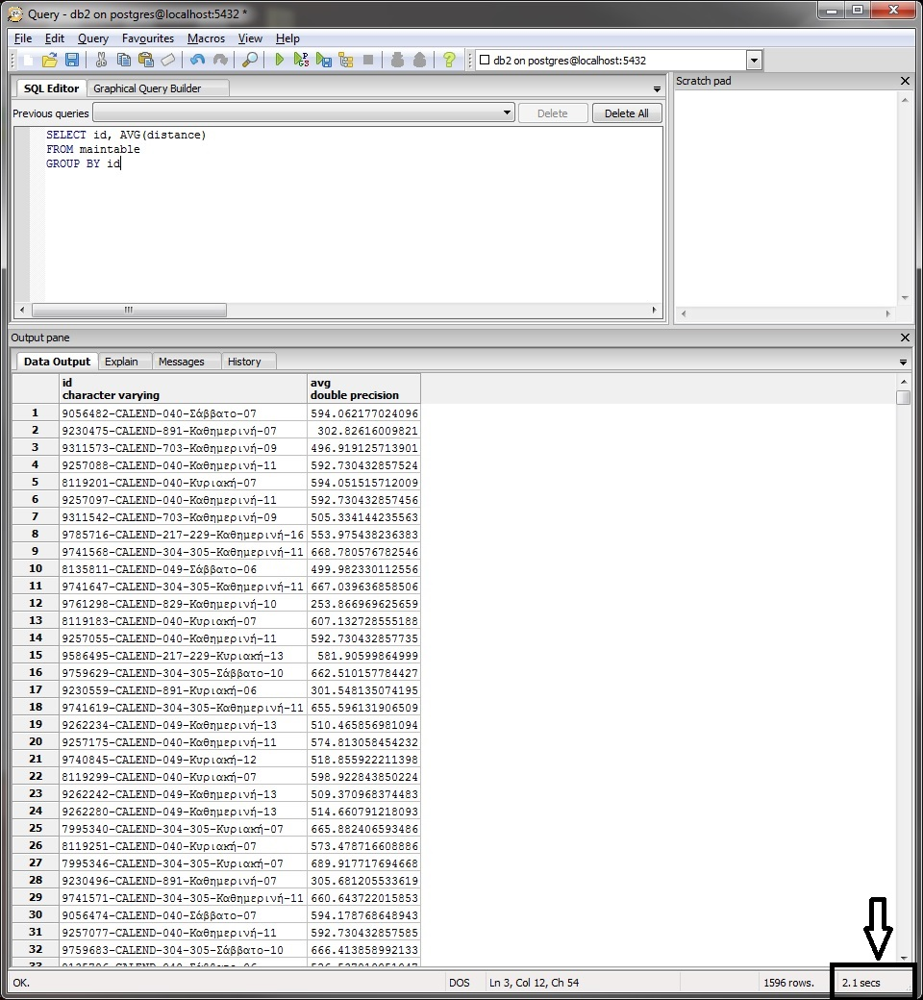 Query - db2 on postgres@localhost:5432 *
File Edit Query Favourites Macros View Help
db2 on postgres@localhost:5432
SQL Editor Graphical Query Builder
Scratch pad
Previous queries Delete Delete All
SELECT id, AVG(distance)
FROM maintable
GROUP BY id
Output pane
Data Output Explain Messages History
id avg
character varying double precision
1 9056482-CALEND-040-Σάββατο-07 594.062177024096
2 9230475-CALEND-891-Καθημερινή-07 302.82616009821
3 9311573-CALEND-703-Καθημερινή-09 496.919125713901
4 9257088-CALEND-040-Καθημερινή-11 592.730432857524
5 8119201-CALEND-040-Κυριακή-07 594.051515712009
6 9257097-CALEND-040-Καθημερινή-11 592.730432857456
7 9311542-CALEND-703-Καθημερινή-09 505.334144235563
8 9785716-CALEND-217-229-Καθημερινή-16 553.975438236383
9 9741568-CALEND-304-305-Καθημερινή-11 668.780576782546
10 8135811-CALEND-049-Σάββατο-06 499.982330112556
11 9741647-CALEND-304-305-Καθημερινή-11 667.039636858506
12 9761298-CALEND-829-Καθημερινή-10 253.866969625659
13 8119183-CALEND-040-Κυριακή-07 607.132728555188
14 9257055-CALEND-040-Καθημερινή-11 592.730432857735
15 9586495-CALEND-217-229-Κυριακή-13 581.90599864999
16 9759629-CALEND-304-305-Σάββατο-10 662.510157784427
17 9230559-CALEND-891-Κυριακή-06 301.548135074195
18 9741619-CALEND-304-305-Καθημερινή-11 655.596131906509
19 9262234-CALEND-049-Καθημερινή-13 510.465856981094
20 9257175-CALEND-040-Καθημερινή-11 574.813058454232
21 9740845-CALEND-049-Κυριακή-12 518.855922211398
22 8119299-CALEND-040-Κυριακή-07 598.922843850224
23 9262242-CALEND-049-Καθημερινή-13 509.370968374483
24 9262280-CALEND-049-Καθημερινή-13 514.660791218093
25 7995340-CALEND-304-305-Κυριακή-07 665.882406593486
26 8119251-CALEND-040-Κυριακή-07 573.478716608886
27 7995346-CALEND-304-305-Κυριακή-07 689.917717694668
28 9230496-CALEND-891-Καθημερινή-07 305.681205533619
29 9741571-CALEND-304-305-Καθημερινή-11 660.643722015853
30 9056474-CALEND-040-Σάββατο-07 594.178768648943
31 9257077-CALEND-040-Καθημερινή-11 592.730432857585
32 9759683-CALEND-304-305-Σάββατο-10 666.413858992133
OK. DOS Ln 3, Col 12, Ch 54 1596 rows. 2.1 secs